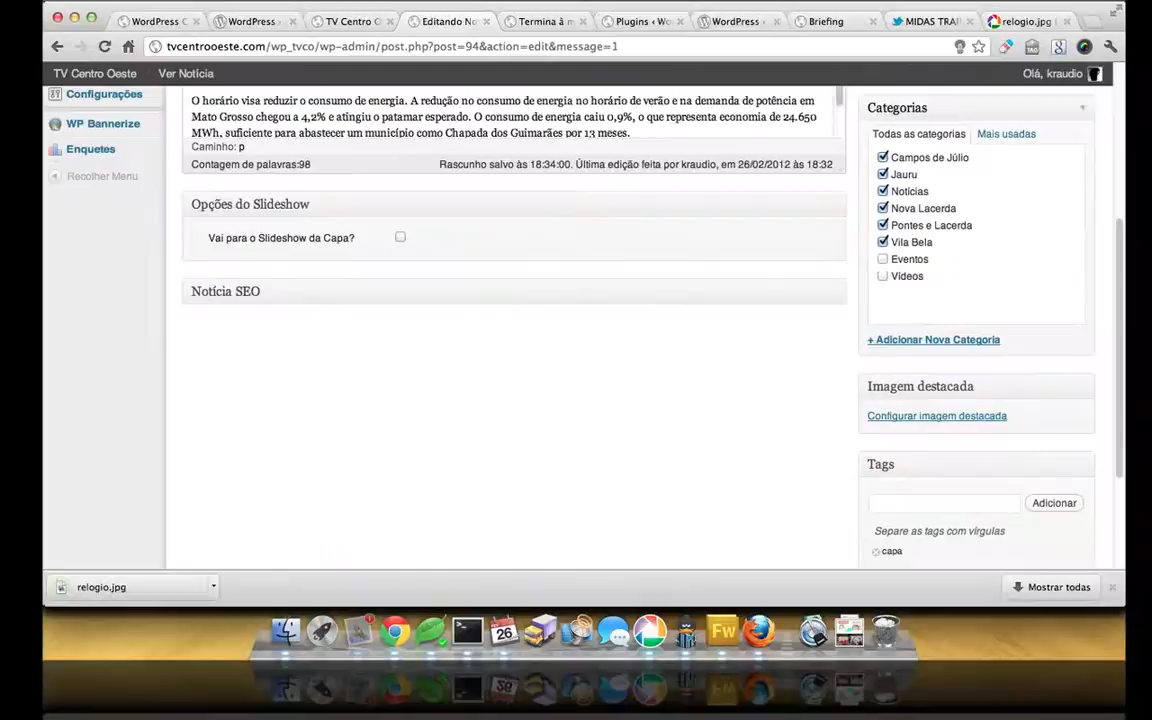 WordPress C
WordPress
TV Centro O
Editando No
Termina à m
Plugins ‹ Wo
WordPress
Briefing
MIDAS TRA
relogio.jpg (
tvcentrooeste.com/wp_tvco/wp-admin/post.php?post=94&action=edit&message=1
TV Centro Oeste
Ver Notícia
Olá, kraudio
Configurações
WP Bannerize
Enquetes
Recolher Menu
O horário visa reduzir o consumo de energia. A redução no consumo de energia no horário de verão e na demanda de potência em
Mato Grosso chegou a 4,2% e atingiu o patamar esperado. O consumo de energia caiu 0,9%, o que representa economia de 24.650
MWh, suficiente para abastecer um município como Chapada dos Guimarães por 13 meses.
Caminho: p
Contagem de palavras:98
Rascunho salvo às 18:34:00. Última edição feita por kraudio, em 26/02/2012 às 18:32
Opções do Slideshow
Vai para o Slideshow da Capa?
Notícia SEO
Categorias
Todas as categorias
Mais usadas
Campos de Júlio
Jauru
Notícias
Nova Lacerda
Pontes e Lacerda
Vila Bela
Eventos
Vídeos
+ Adicionar Nova Categoria
Imagem destacada
Configurar imagem destacada
Tags
Adicionar
Separe as tags com vírgulas
capa
relogio.jpg
Mostrar todas
26
Fw